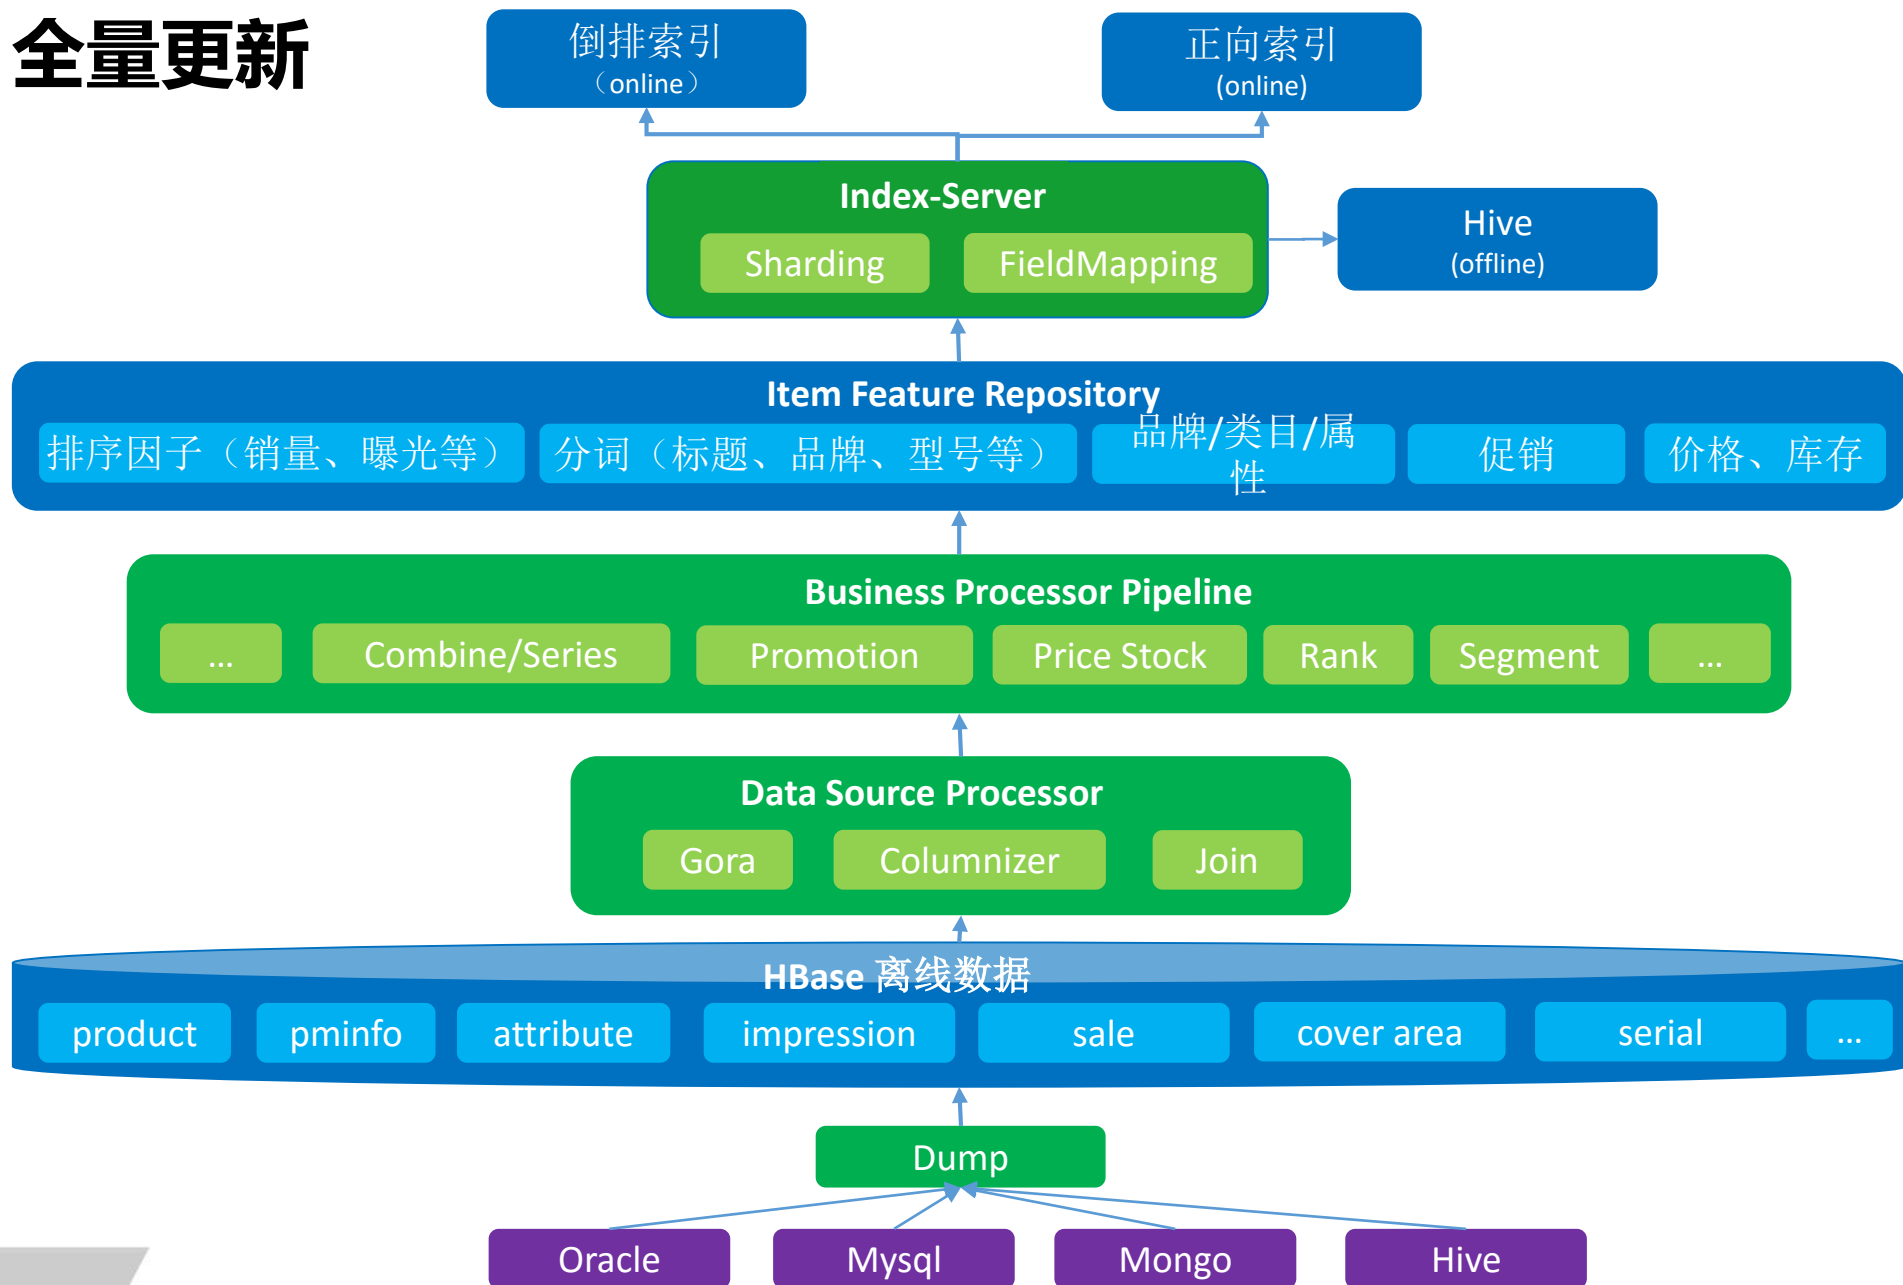 全量更新
倒排索引
（online）
正向索引
(online)
Index-Server
Sharding
FieldMapping
Hive
(offline)
Item Feature Repository
排序因子（销量、曝光等）
分词（标题、品牌、型号等）
品牌/类目/属
性
促销
价格、库存
Business Processor Pipeline
...
Combine/Series
Promotion
Price Stock
Rank
Segment
...
Data Source Processor
Gora
Columnizer
Join
HBase 离线数据
product
pminfo
attribute
impression
sale
cover area
serial
...
Dump
Oracle
Mysql
Mongo
Hive